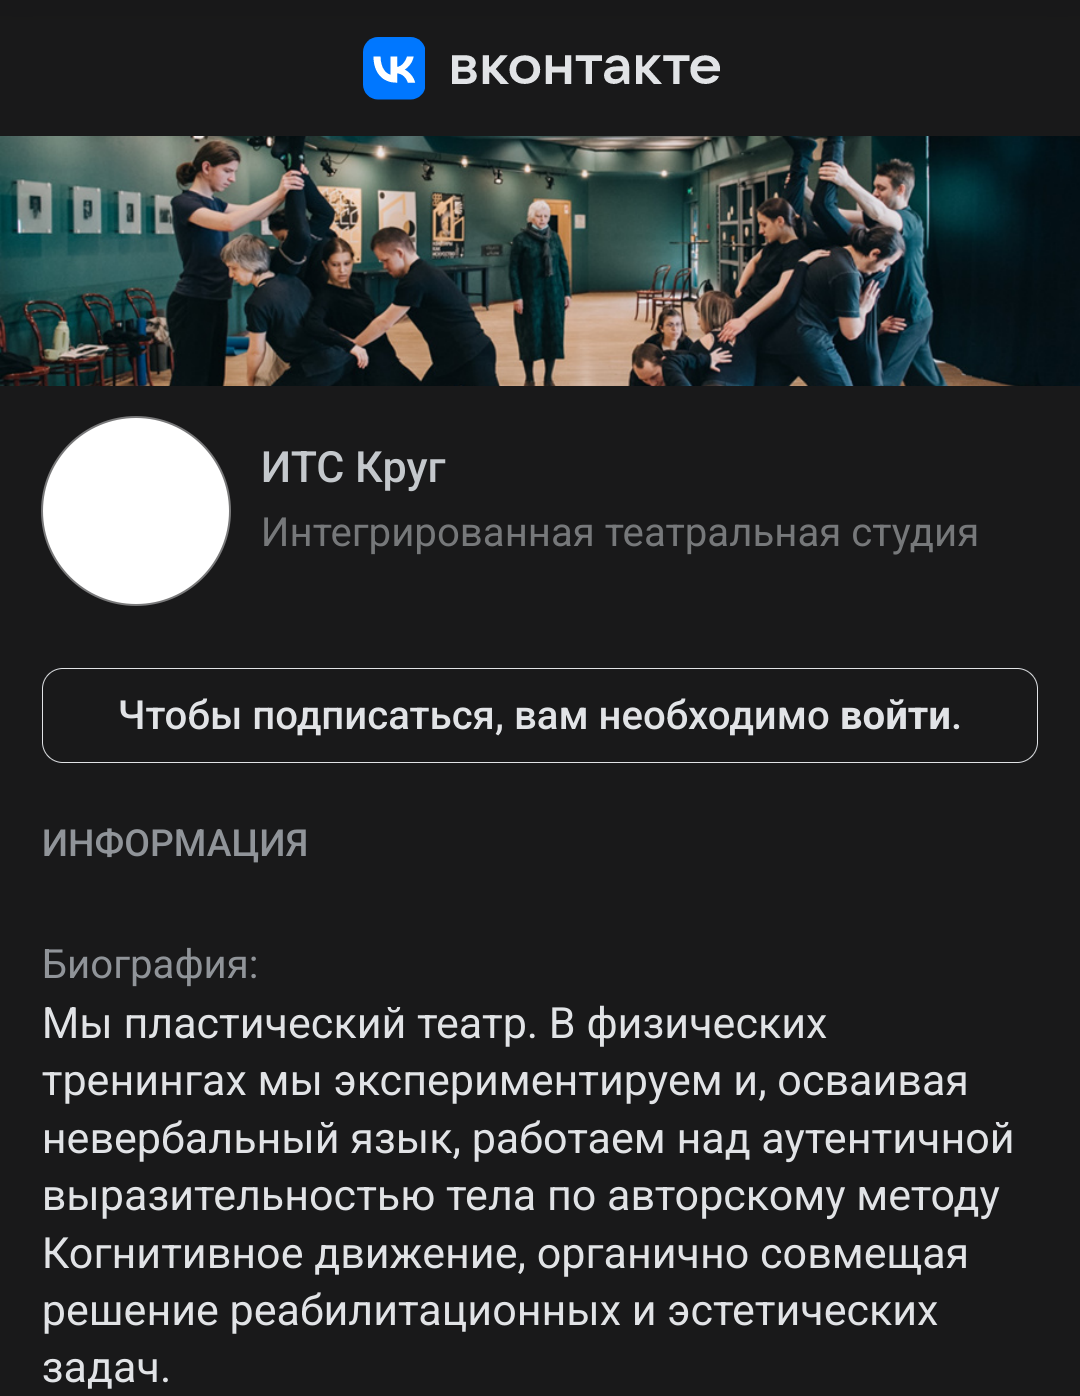 вконтакте
ИТС Круг
Интегрированная театральная студия
Чтобы подписаться, вам необходимо войти.
ИНФОРМАЦИЯ
Биография:
Мы пластический театр. В физических
тренингах мы экспериментируем и, осваивая
невербальный язык, работаем над аутентичной
выразительностью тела по авторскому методу
Когнитивное движение, органично совмещая
решение реабилитационных и эстетических
задач.